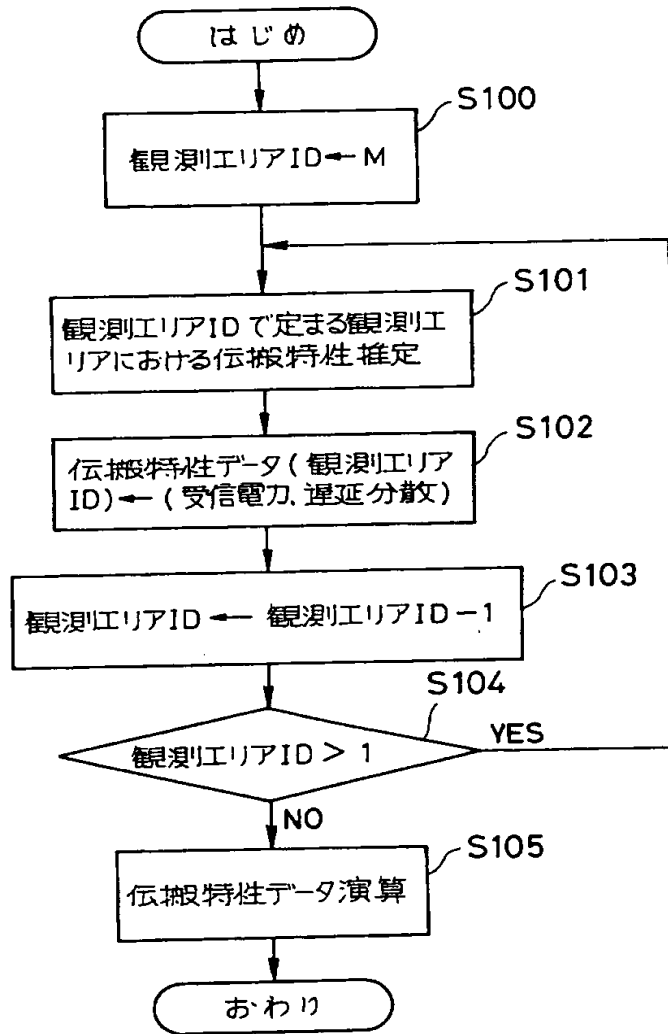 はじめ
S100
観測エリアID←M
S101
観測エリアIDで定まる観測エ
リアにおける伝搬特性推定
S102
伝搬特性データ(観測エリア
ID)←(受信電力、遅延分散)
S103
観測エリアID←観測エリアID-1
S104
観測エリアID>1
YES
NO
S105
伝搬特性データ演算
おわり